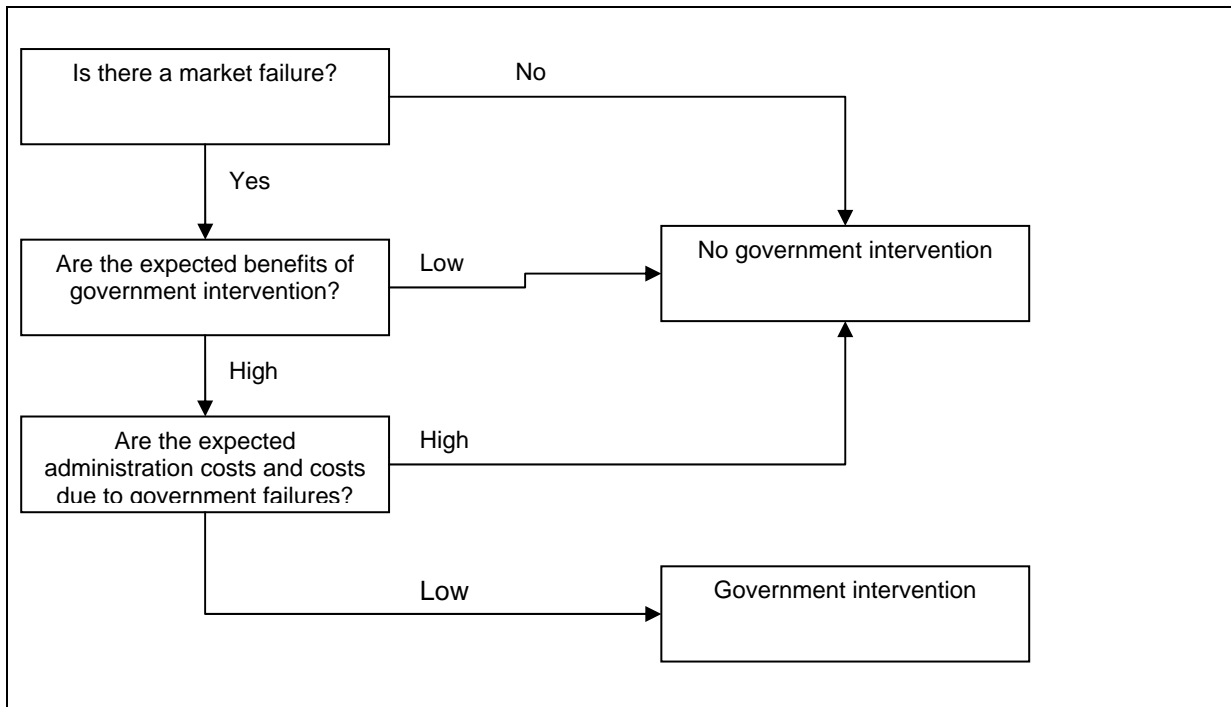 Is there a market failure?
No
Yes
Are the expected benefits of
government intervention?
Low
No government intervention
High
Are the expected
administration costs and costs
due to government failures?
High
Low
Government intervention